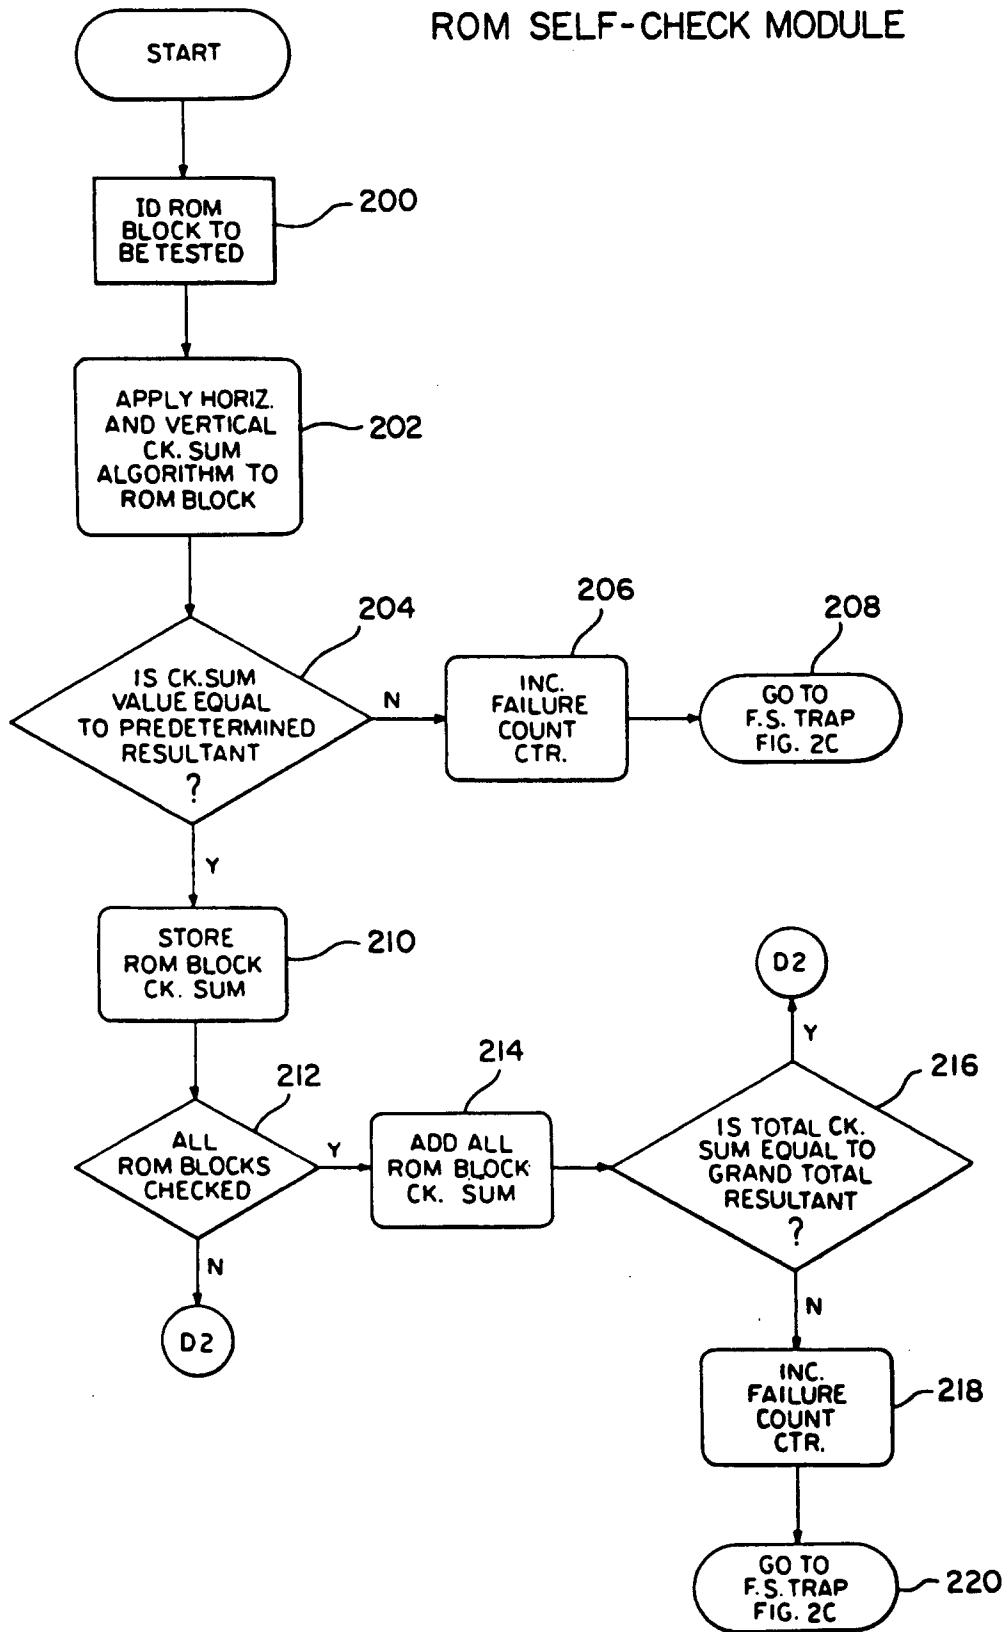 ROM SELF-CHECK MODULE
START
ID ROM
BLOCK TO
BE TESTED
200
APPLY HORIZ.
AND VERTICAL
CK. SUM
ALGORITHM TO
ROM BLOCK
202
204
IS CK.SUM
VALUE EQUAL
TO PREDETERMINED
RESULTANT
?
N
206
INC.
FAILURE
COUNT
CTR.
208
GO TO
F.S. TRAP
FIG. 2C
Y
STORE
ROM BLOCK
CK. SUM
210
212
ALL
ROM BLOCKS
CHECKED
Y
N
D2
214
ADD ALL
ROM BLOCK
CK. SUM
D2
Y
216
IS TOTAL CK.
SUM EQUAL TO
GRAND TOTAL
RESULTANT
?
N
INC.
FAILURE
COUNT
CTR.
218
GO TO
F.S. TRAP
FIG. 2C
220